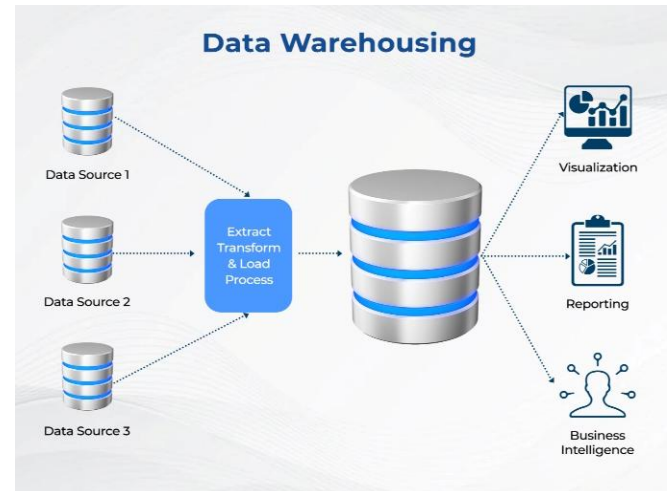 Data Warehousing
Data Source 1
Data Source 2
Data Source 3
Extract
Transform
& Load
Process
Visualization
Reporting
Business
Intelligence